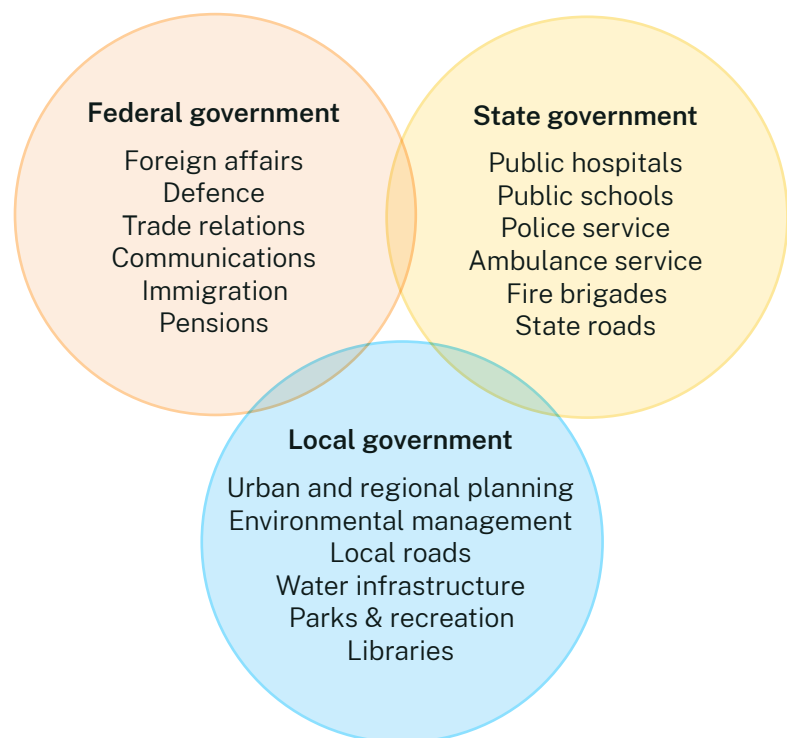 Federal government
Foreign affairs
Defence
Trade relations
Communications
Immigration
Pensions
State government
Public hospitals
Public schools
Police service
Ambulance service
Fire brigades
State roads
Local government
Urban and regional planning
Environmental management
Local roads
Water infrastructure
Parks & recreation
Libraries